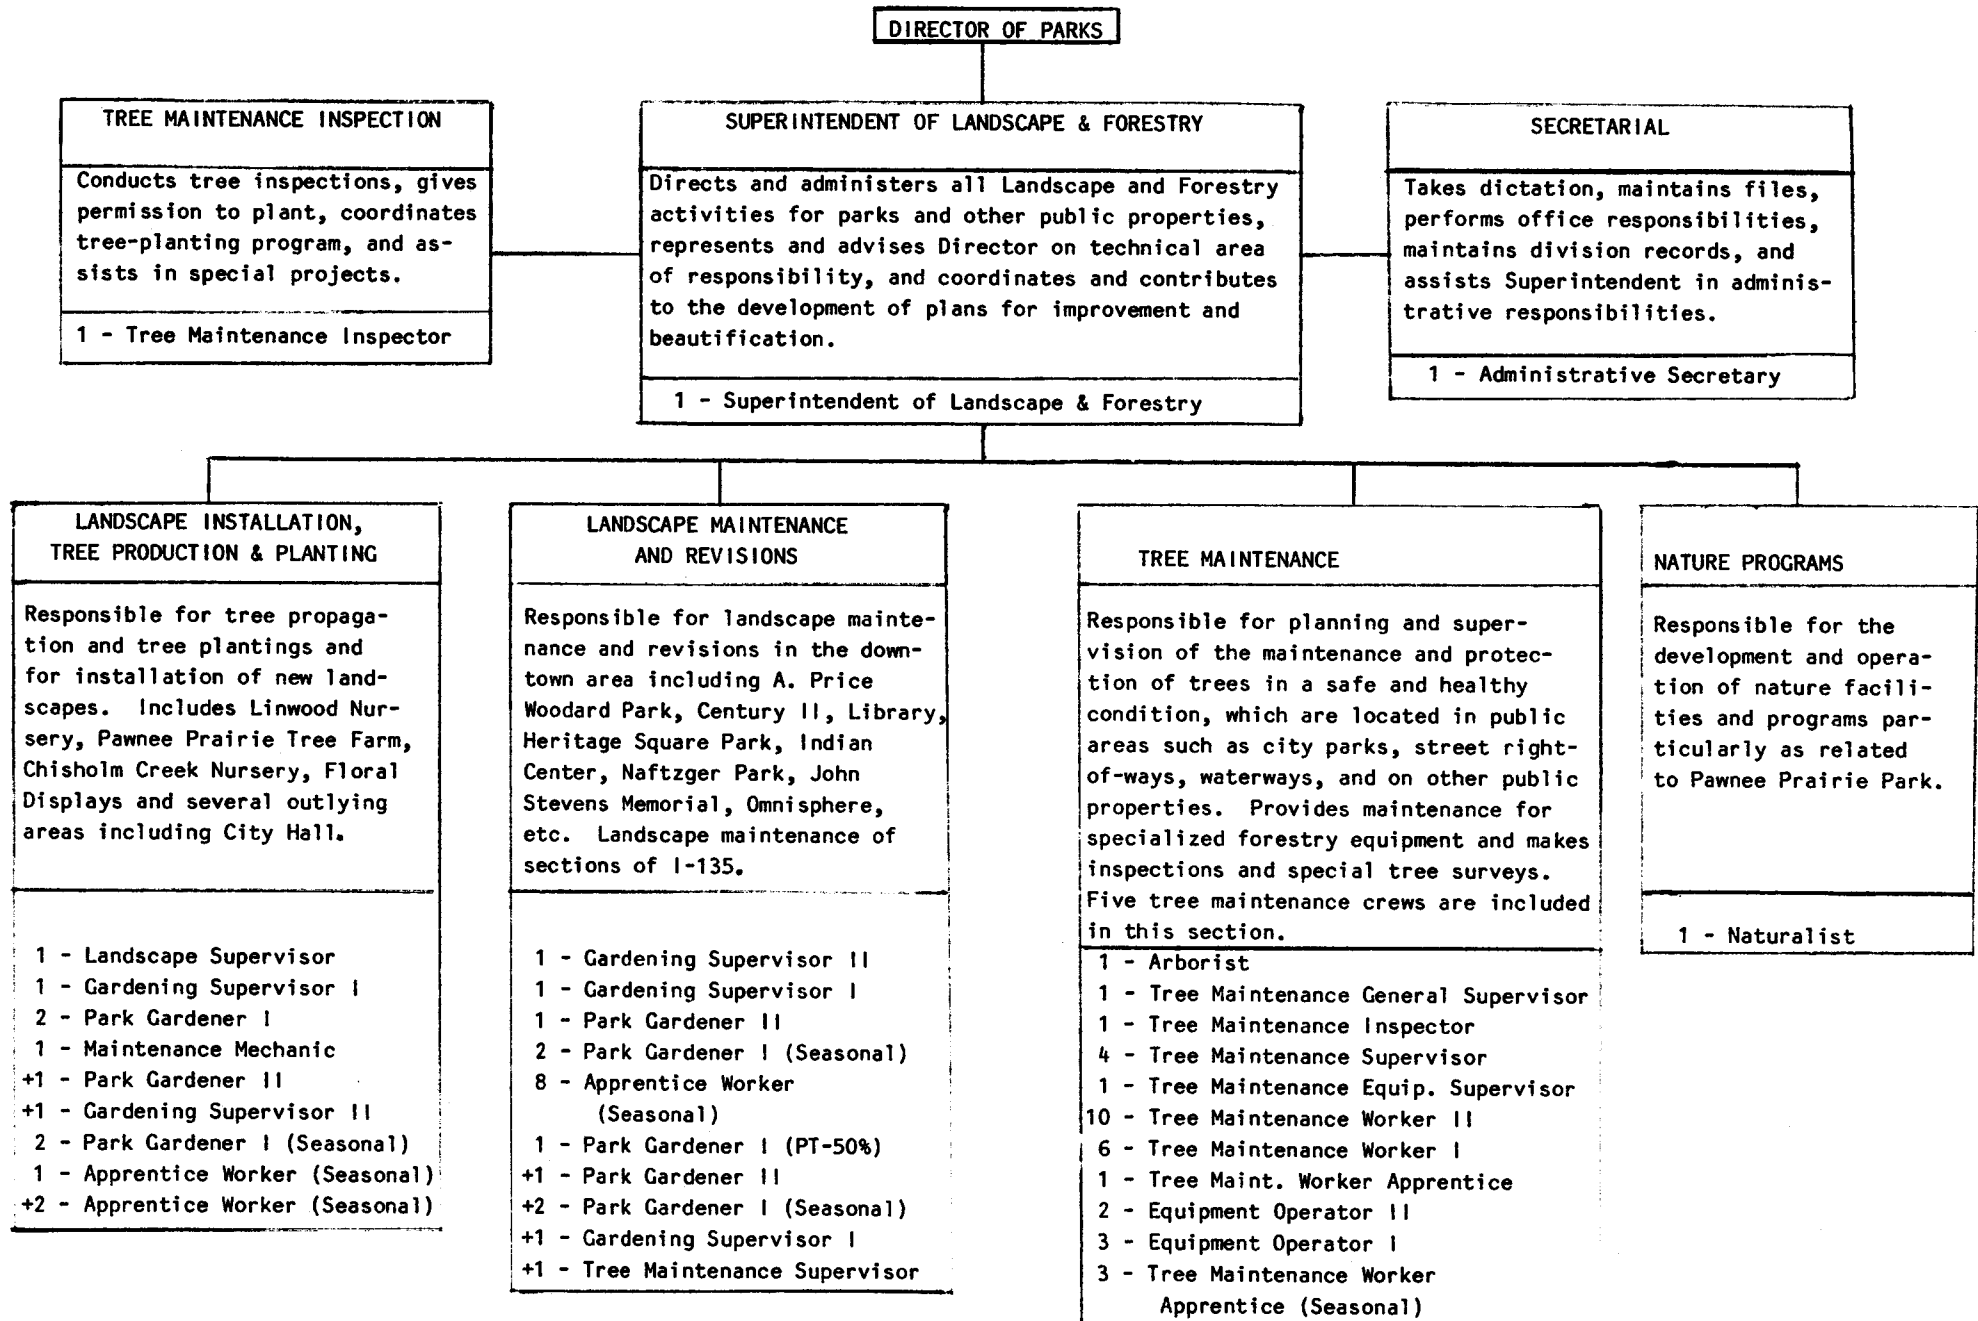 DIRECTOR OF PARKS
TREE MAINTENANCE INSPECTION
Conducts tree inspections, gives
permission to plant, coordinates
tree-planting program, and as-
sists in special projects.
1 - Tree Maintenance Inspector
SUPERINTENDENT OF LANDSCAPE & FORESTRY
Directs and administers all Landscape and Forestry
activities for parks and other public properties,
represents and advises Director on technical area
of responsibility, and coordinates and contributes
to the development of plans for improvement and
beautification.
1 - Superintendent of Landscape & Forestry
SECRETARIAL
Takes dictation, maintains files,
performs office responsibilities,
maintains division records, and
assists Superintendent in adminis-
trative responsibilities.
1 - Administrative Secretary
LANDSCAPE INSTALLATION,
TREE PRODUCTION & PLANTING
Responsible for tree propaga-
tion and tree plantings and
for installation of new land-
scapes.  Includes Linwood Nur-
sery, Pawnee Prairie Tree Farm,
Chisholm Creek Nursery, Floral
Displays and several outlying
areas including City Hall.
1 - Landscape Supervisor
1 - Gardening Supervisor I
2 - Park Gardener I
1 - Maintenance Mechanic
+1 - Park Gardener II
+1 - Gardening Supervisor II
2 - Park Gardener I (Seasonal)
1 - Apprentice Worker (Seasonal)
+2 - Apprentice Worker (Seasonal)
LANDSCAPE MAINTENANCE
AND REVISIONS
Responsible for landscape mainte-
nance and revisions in the down-
town area including A. Price
Woodard Park, Century II, Library,
Heritage Square Park, Indian
Center, Naftzger Park, John
Stevens Memorial, Omnisphere,
etc.  Landscape maintenance of
sections of I-135.
1 - Gardening Supervisor II
1 - Gardening Supervisor I
1 - Park Gardener II
2 - Park Gardener I (Seasonal)
8 - Apprentice Worker
(Seasonal)
1 - Park Gardener I (PT-50%)
+1 - Park Gardener II
+2 - Park Gardener I (Seasonal)
+1 - Gardening Supervisor I
+1 - Tree Maintenance Supervisor
TREE MAINTENANCE
Responsible for planning and super-
vision of the maintenance and protec-
tion of trees in a safe and healthy
condition, which are located in public
areas such as city parks, street right-
of-ways, waterways, and on other public
properties.  Provides maintenance for
specialized forestry equipment and makes
inspections and special tree surveys.
Five tree maintenance crews are included
in this section.
1 - Arborist
1 - Tree Maintenance General Supervisor
1 - Tree Maintenance Inspector
4 - Tree Maintenance Supervisor
1 - Tree Maintenance Equip. Supervisor
10 - Tree Maintenance Worker II
6 - Tree Maintenance Worker I
1 - Tree Maint. Worker Apprentice
2 - Equipment Operator II
3 - Equipment Operator I
3 - Tree Maintenance Worker
Apprentice (Seasonal)
NATURE PROGRAMS
Responsible for the
development and opera-
tion of nature facili-
ties and programs par-
ticularly as related
to Pawnee Prairie Park.
1 - Naturalist